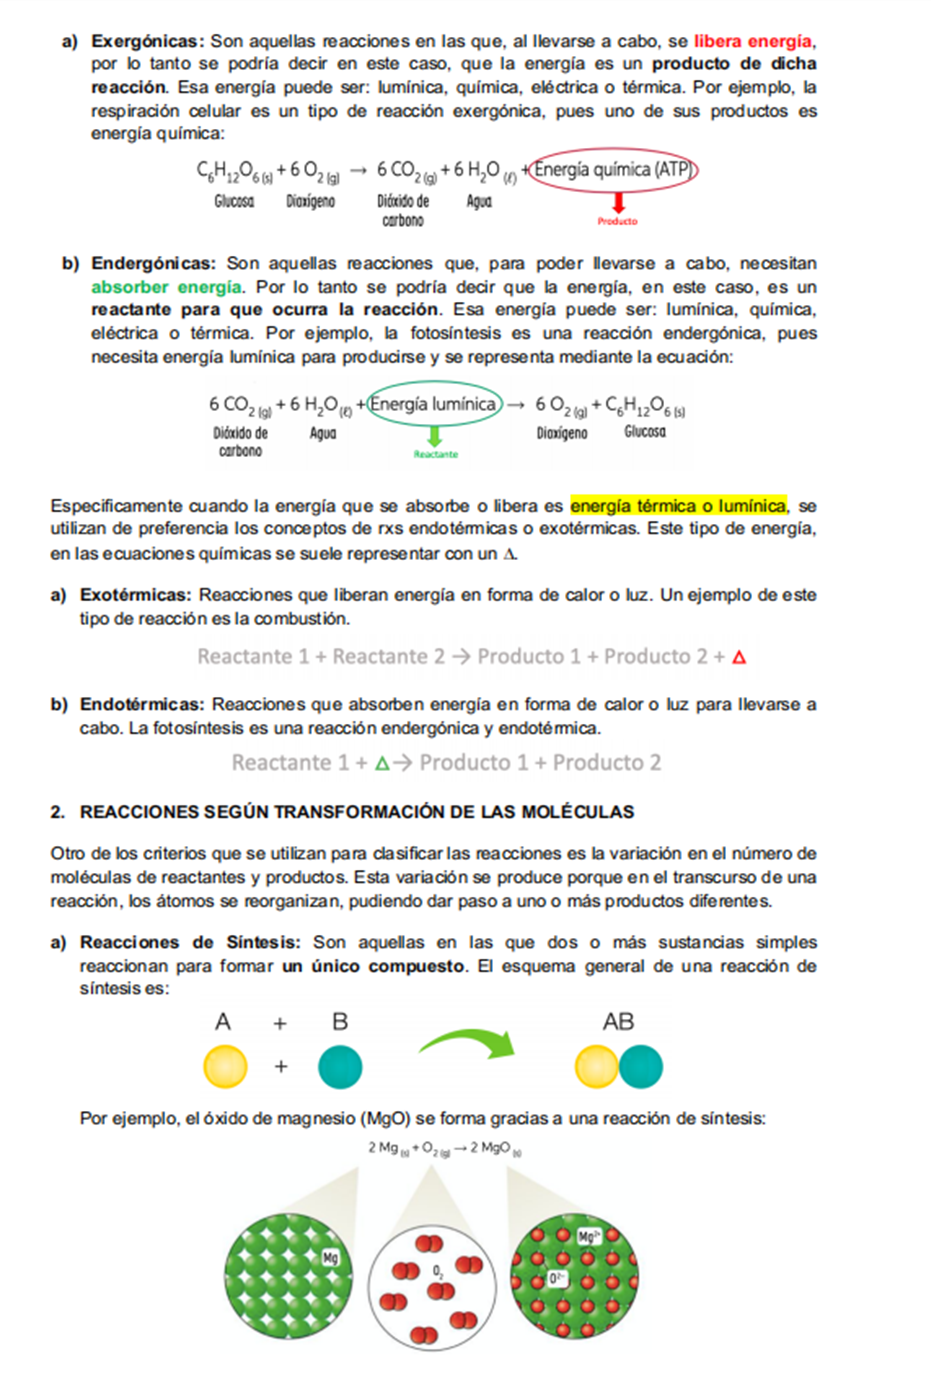 a) Exergónicas: Son aquellas reacciones en las que, al llevarse a cabo, se libera energía,
por lo tanto se podría decir en este caso, que la energía es un producto de dicha
reacción. Esa energía puede ser: lumínica, química, eléctrica o térmica. Por ejemplo, la
respiración celular es un tipo de reacción exergónica, pues uno de sus productos es
energía química:
C₆H₁₂O₆ (s) + 6 O₂ (g) → 6 CO₂ (g) + 6 H₂O (ℓ) + Energía química (ATP)
Glucosa Dioxígeno Dióxido de Agua
carbono
Producto
b) Endergónicas: Son aquellas reacciones que, para poder llevarse a cabo, necesitan
absorber energía. Por lo tanto se podría decir que la energía, en este caso, es un
reactante para que ocurra la reacción. Esa energía puede ser: lumínica, química,
eléctrica o térmica. Por ejemplo, la fotosíntesis es una reacción endergónica, pues
necesita energía lumínica para producirse y se representa mediante la ecuación:
6 CO₂ (g) + 6 H₂O (ℓ) + Energía lumínica → 6 O₂ (g) + C₆H₁₂O₆ (s)
Dióxido de Agua Dioxígeno Glucosa
carbono
Reactante
Especificamente cuando la energía que se absorbe o libera es energía térmica o lumínica, se
utilizan de preferencia los conceptos de rxs endotérmicas o exotérmicas. Este tipo de energía,
en las ecuaciones químicas se suele representar con un Δ.
a) Exotérmicas: Reacciones que liberan energía en forma de calor o luz. Un ejemplo de este
tipo de reacción es la combustión.
Reactante 1 + Reactante 2 → Producto 1 + Producto 2 + Δ
b) Endotérmicas: Reacciones que absorben energía en forma de calor o luz para llevarse a
cabo. La fotosíntesis es una reacción endergónica y endotérmica.
Reactante 1 + Δ → Producto 1 + Producto 2
2. REACCIONES SEGÚN TRANSFORMACIÓN DE LAS MOLÉCULAS
Otro de los criterios que se utilizan para clasificar las reacciones es la variación en el número de
moléculas de reactantes y productos. Esta variación se produce porque en el transcurso de una
reacción, los átomos se reorganizan, pudiendo dar paso a uno o más productos diferentes.
a) Reacciones de Síntesis: Son aquellas en las que dos o más sustancias simples
reaccionan para formar un único compuesto. El esquema general de una reacción de
síntesis es:
A + B AB
+
Por ejemplo, el óxido de magnesio (MgO) se forma gracias a una reacción de síntesis:
2 Mg (s) + O₂ (g) → 2 MgO (s)
Mg
O₂
Mg²⁺
O²⁻